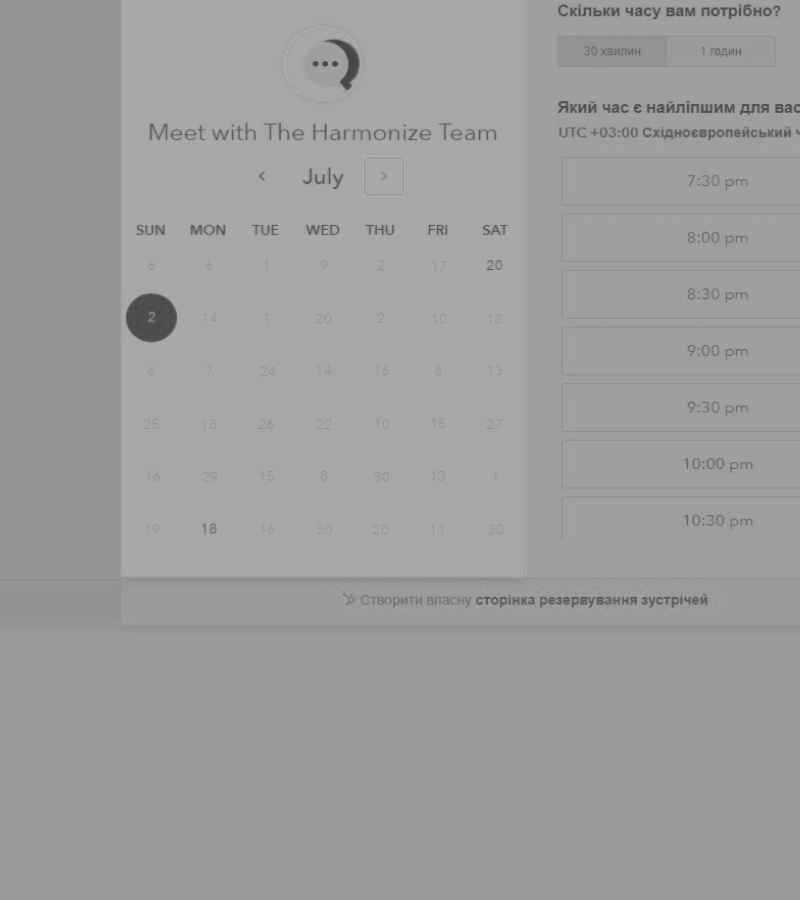 Meet with The Harmonize Team
July
SUN MON TUE WED THU FRI SAT
6 6 1 9 2 17 20
2 14 1 20 2 10 18
6 7 24 14 16 8 13
25 18 26 22 10 15 27
16 29 15 8 30 13 1
19 18 16 30 20 11 30
Скільки часу вам потрібно?
30 хвилин 1 годин
Який час є найліпшим для вас
UTC +03:00 Східноєвропейський ч
7:30 pm
8:00 pm
8:30 pm
9:00 pm
9:30 pm
10:00 pm
10:30 pm
Створити власну сторінка резервування зустрічей